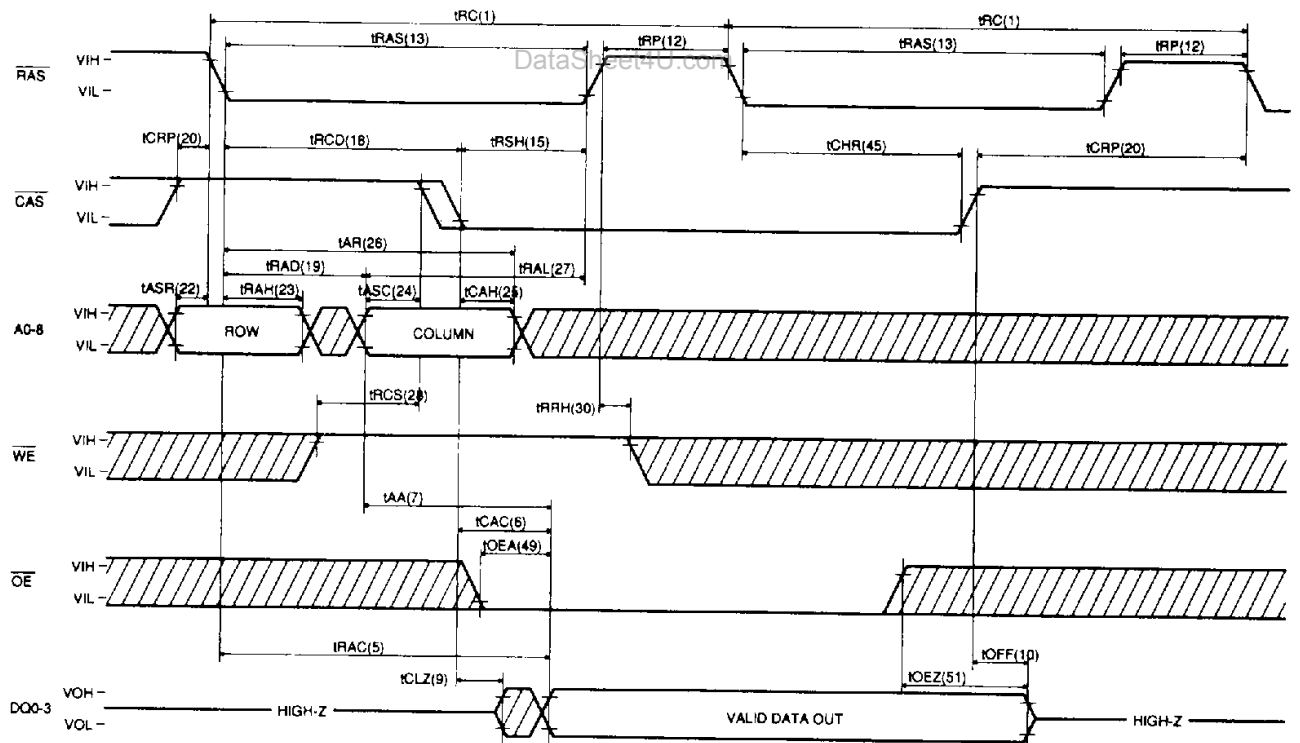 tRC(1) tRC(1)
tRAS(13) tRP(12) tRAS(13) tRP(12)
DataSheet4U.com
RAS VIH
VIL
tCRP(20) tRCD(18) tRSH(15) tCHR(45) tCRP(20)
CAS VIH
VIL
tAR(26)
tRAD(19) tRAL(27)
tASR(22) tRAH(23) tASC(24) tCAH(25)
A0-8 VIH
VIL
ROW COLUMN
tRCS(28) tRRH(30)
WE VIH
VIL
tAA(7)
tCAC(6)
tOEA(49)
OE VIH
VIL
tRAC(5) tOFF(10)
tCLZ(9) tOEZ(51)
DQ0-3 VOH
VOL
HIGH-Z VALID DATA OUT HIGH-Z